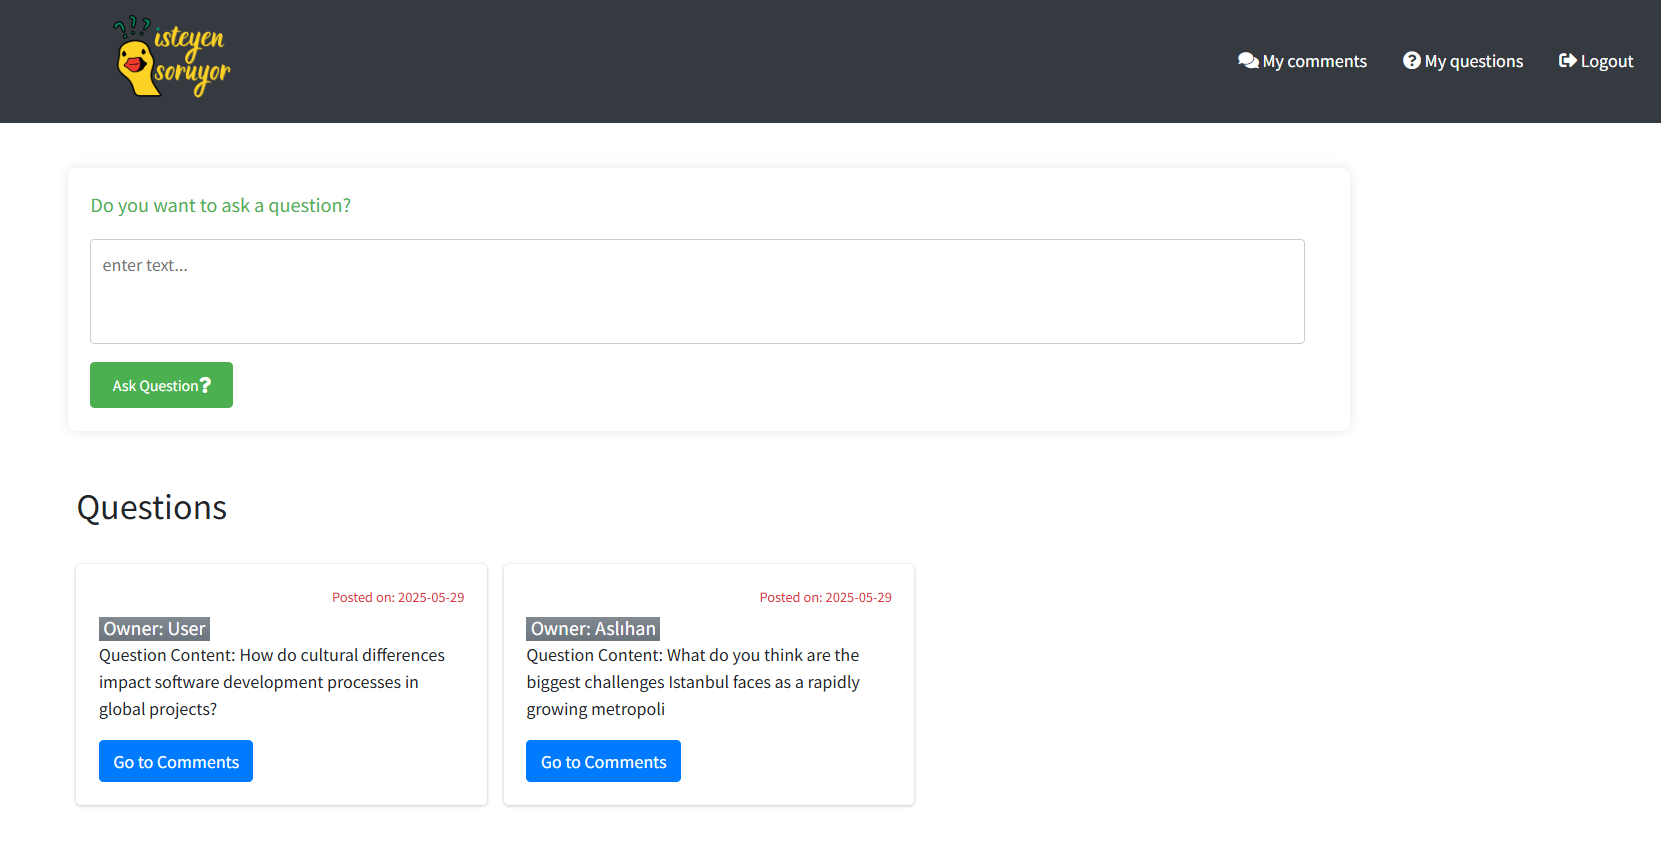 ???
isteyen
soruyor
My comments
My questions
Logout
Do you want to ask a question?
enter text...
Ask Question?
Questions
Posted on: 2025-05-29
Owner: User
Question Content: How do cultural differences
impact software development processes in
global projects?
Go to Comments
Posted on: 2025-05-29
Owner: Aslıhan
Question Content: What do you think are the
biggest challenges Istanbul faces as a rapidly
growing metropoli
Go to Comments